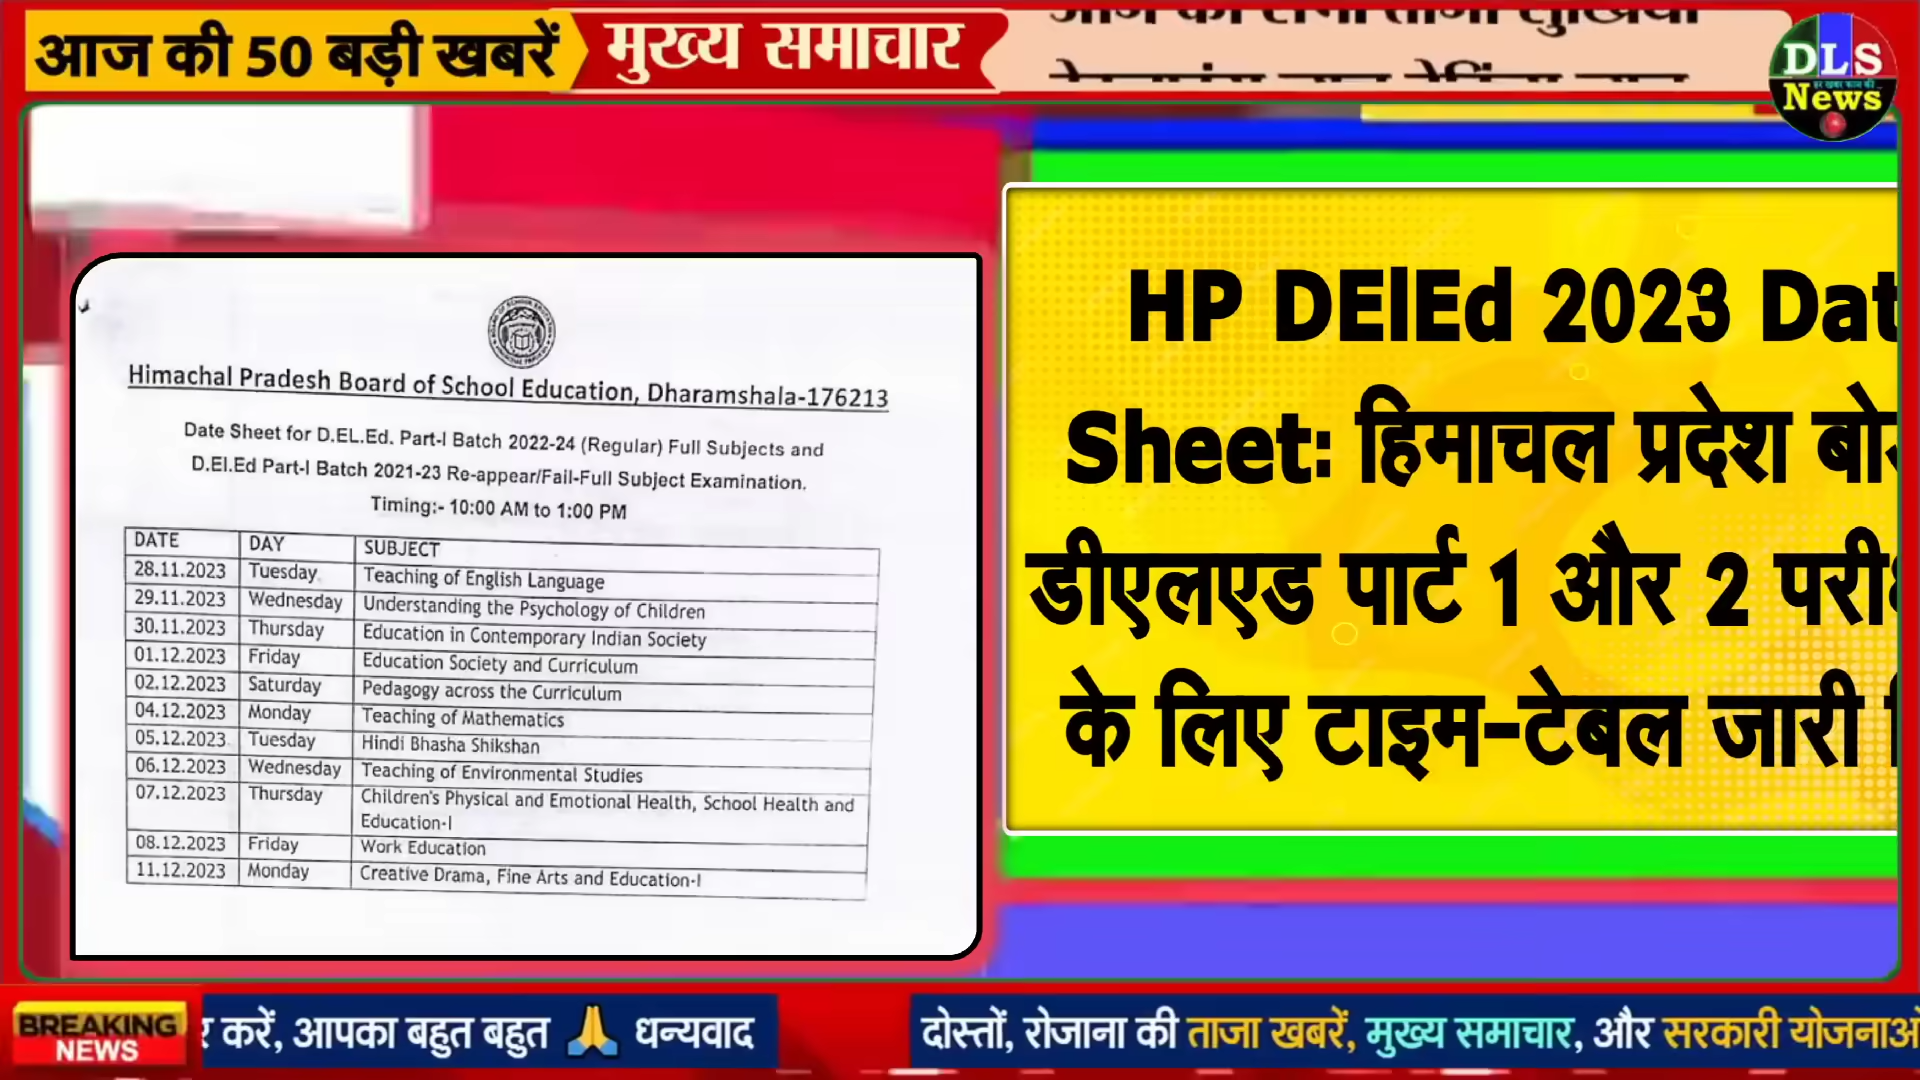 आज की 50 बड़ी खबरें
मुख्य समाचार
DLS
News
Himachal Pradesh Board of School Education, Dharamshala-176213
Date Sheet for D.EL.Ed. Part-I Batch 2022-24 (Regular) Full Subjects and
D.El.Ed Part-I Batch 2021-23 Re-appear/Fail-Full Subject Examination.
Timing:- 10:00 AM to 1:00 PM
DATE DAY SUBJECT
28.11.2023 Tuesday Teaching of English Language
29.11.2023 Wednesday Understanding the Psychology of Children
30.11.2023 Thursday Education in Contemporary Indian Society
01.12.2023 Friday Education Society and Curriculum
02.12.2023 Saturday Pedagogy across the Curriculum
04.12.2023 Monday Teaching of Mathematics
05.12.2023 Tuesday Hindi Bhasha Shikshan
06.12.2023 Wednesday Teaching of Environmental Studies
07.12.2023 Thursday Children's Physical and Emotional Health, School Health and
Education-I
08.12.2023 Friday Work Education
11.12.2023 Monday Creative Drama, Fine Arts and Education-I
HP DElEd 2023 Dat
Sheet: हिमाचल प्रदेश
डीएलएड पार्ट 1 और 2
के लिए टाइम-टेबल जारी
BREAKING
NEWS
करें, आपका बहुत बहुत 🙏 धन्यवाद
दोस्तों, रोजाना की ताजा खबरें, मुख्य समाचार, और सरकारी योजनाओ